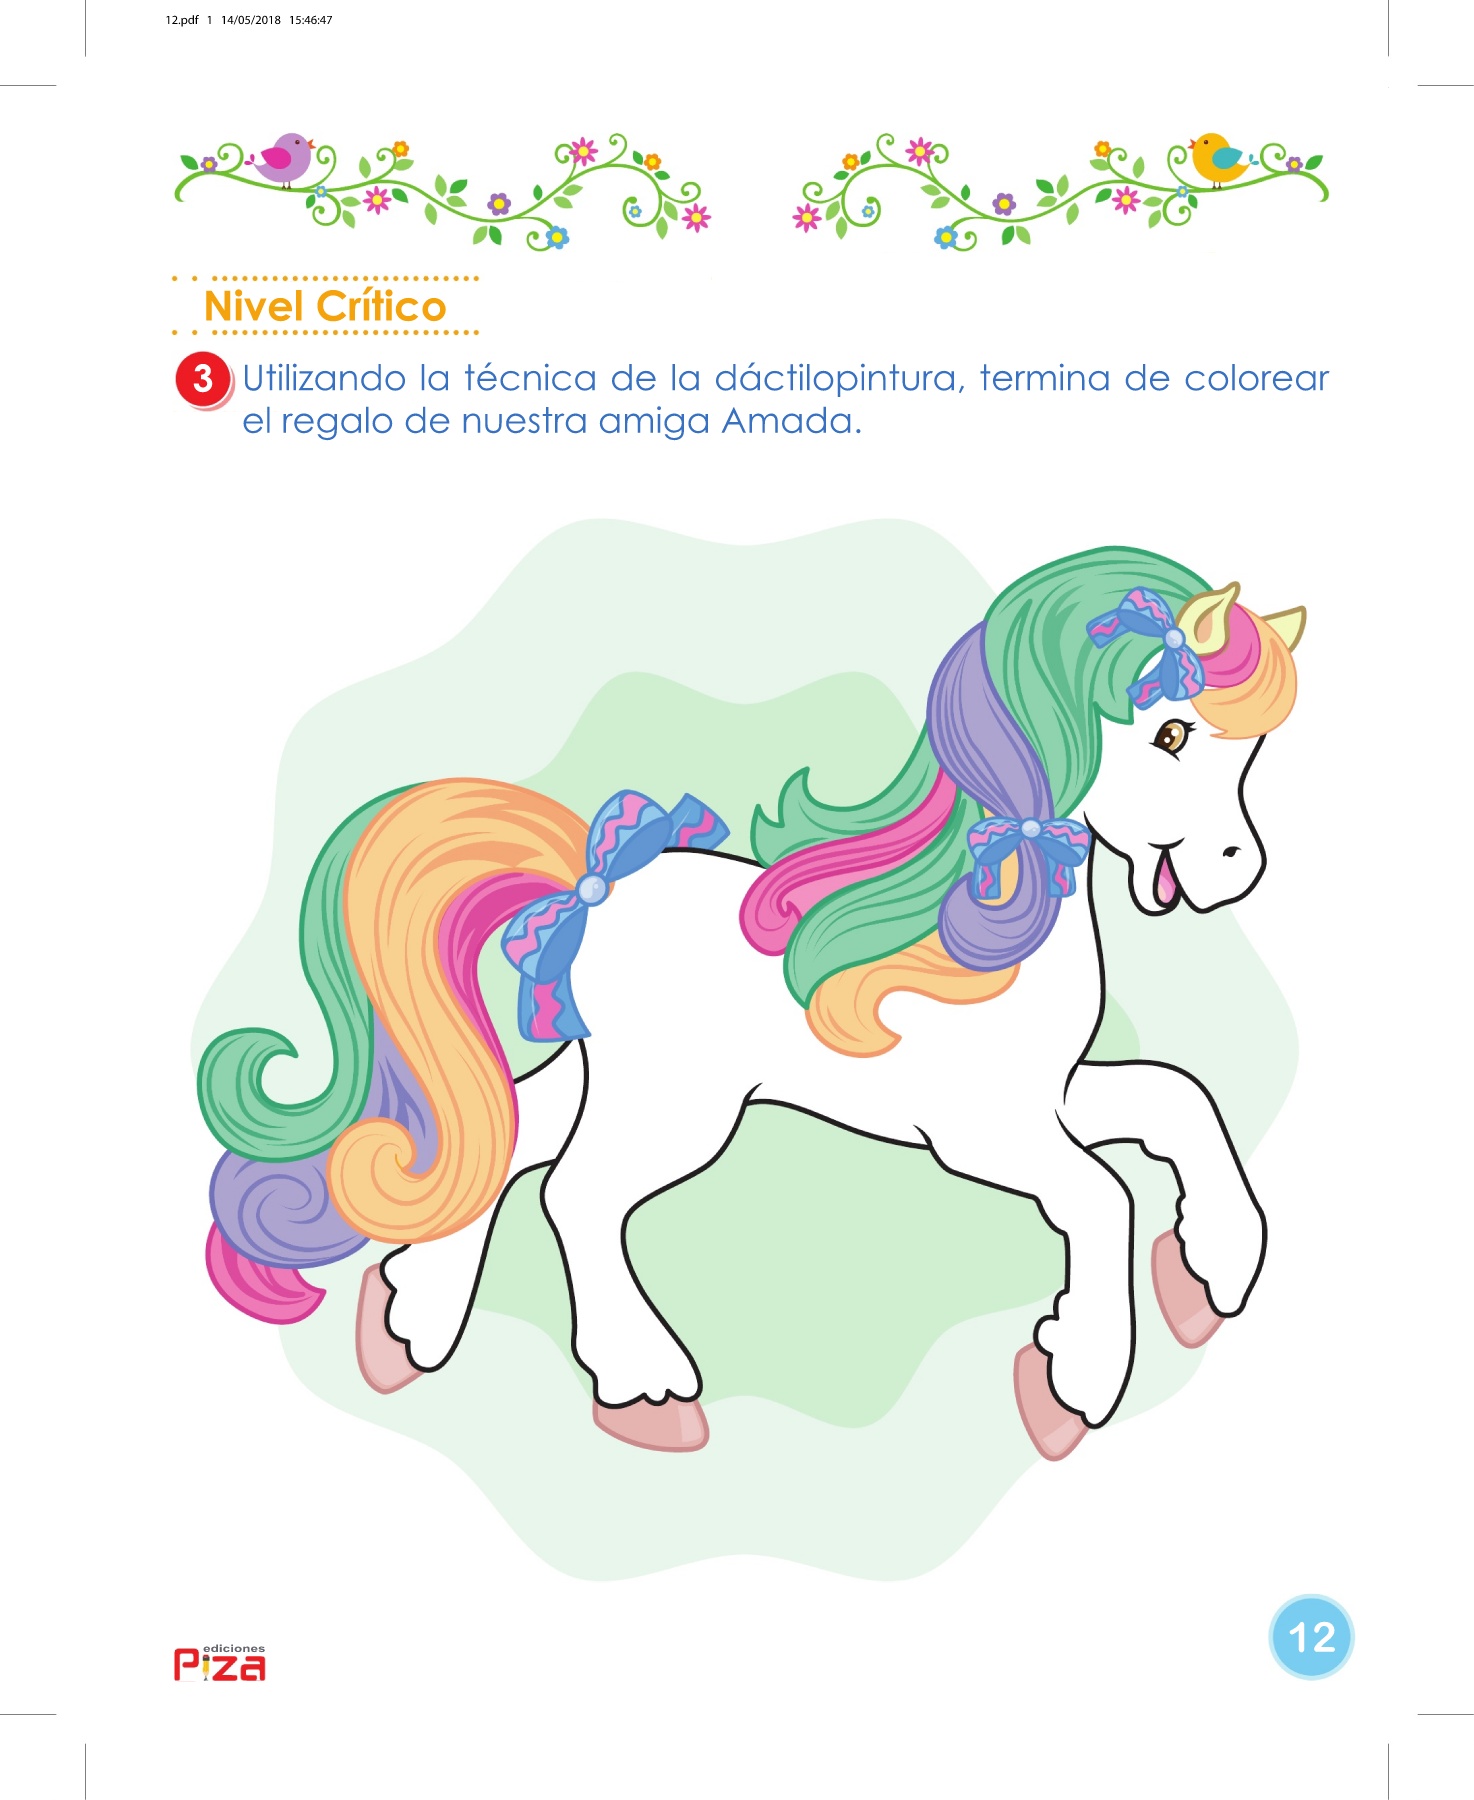 12.pdf 1 14/05/2018 15:46:47
Nivel Crítico
3 Utilizando la técnica de la dáctilopintura, termina de colorear
el regalo de nuestra amiga Amada.
ediciones
Piza
12